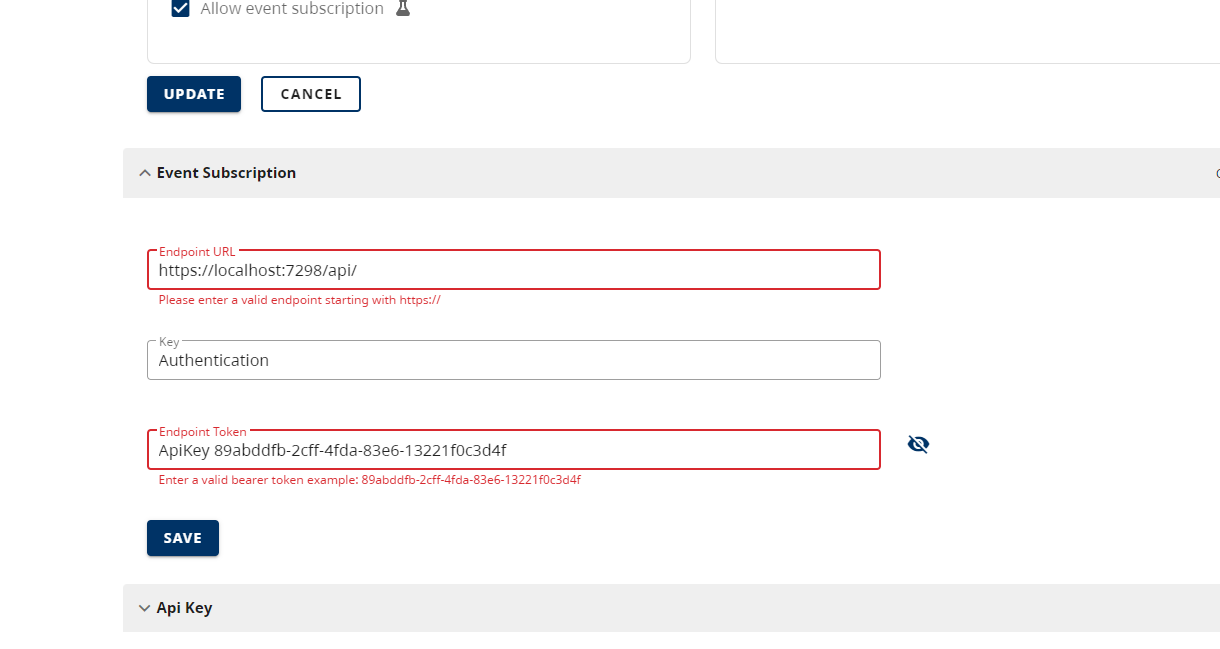 Allow event subscription
UPDATE CANCEL
Event Subscription
Endpoint URL
https://localhost:7298/api/
Please enter a valid endpoint starting with https://
Key
Authentication
Endpoint Token
ApiKey 89abddfb-2cff-4fda-83e6-13221f0c3d4f
Enter a valid bearer token example: 89abddfb-2cff-4fda-83e6-13221f0c3d4f
SAVE
Api Key